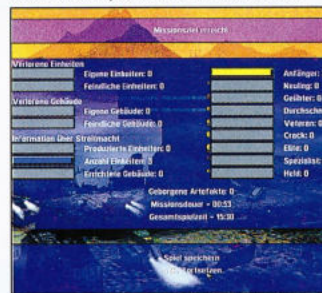 Missionsziel erreicht
Verlorene Einheiten
Eigene Einheiten: 0
Feindliche Einheiten: 0
Verlorene Gebäude
Eigene Gebäude: 0
Feindliche Gebäude: 0
Information über Streitmacht
Produzierte Einheiten: 0
Anzahl Einheiten: 0
Errichtete Gebäude: 0
Anfänger:
Neuling: 0
Geübter: 0
Durchschn
Veteran: 0
Crack: 0
Elite: 0
Spezialist:
Held: 0
Geborgene Artefakte: 0
Missionsdauer - 00:53
Gesamtspielzeit - 15:30
Spiel speichern
Fortsetzen